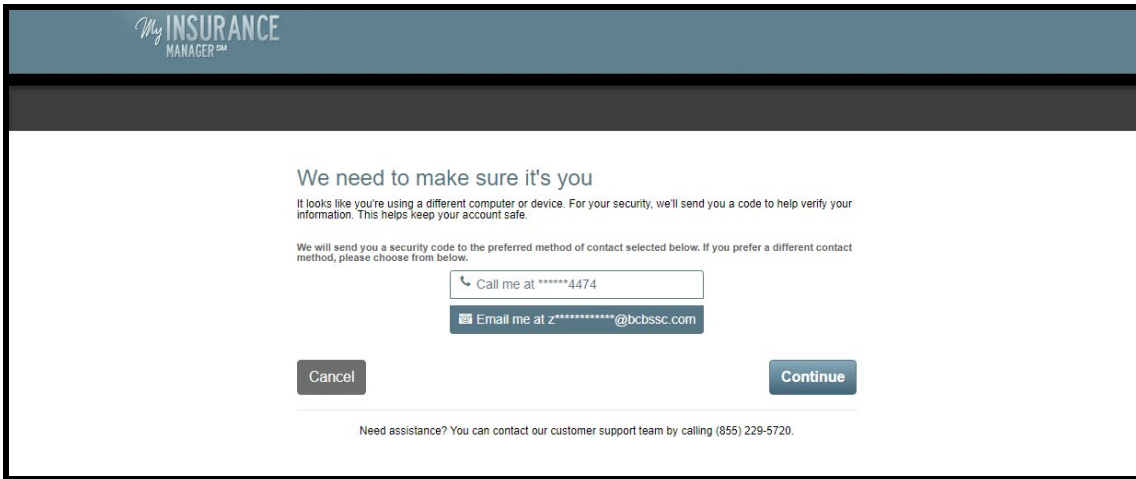 My INSURANCE
MANAGER℠
We need to make sure it's you
It looks like you're using a different computer or device. For your security, we'll send you a code to help verify your
information. This helps keep your account safe.
We will send you a security code to the preferred method of contact selected below. If you prefer a different contact
method, please choose from below.
Call me at ******4474
Email me at z************@bcbssc.com
Cancel
Continue
Need assistance? You can contact our customer support team by calling (855) 229-5720.